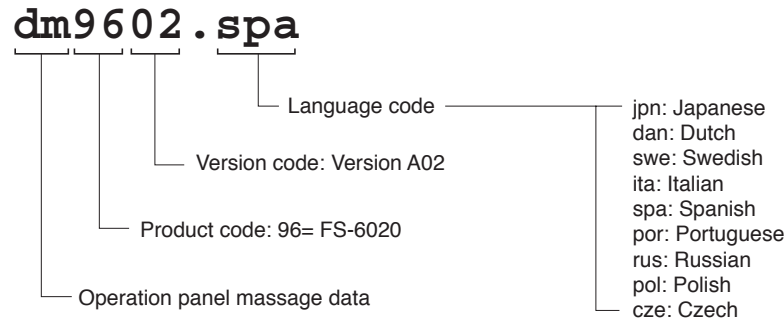 dm9602.spa
Language code
Version code: Version A02
Product code: 96= FS-6020
Operation panel massage data
jpn: Japanese
dan: Dutch
swe: Swedish
ita: Italian
spa: Spanish
por: Portuguese
rus: Russian
pol: Polish
cze: Czech